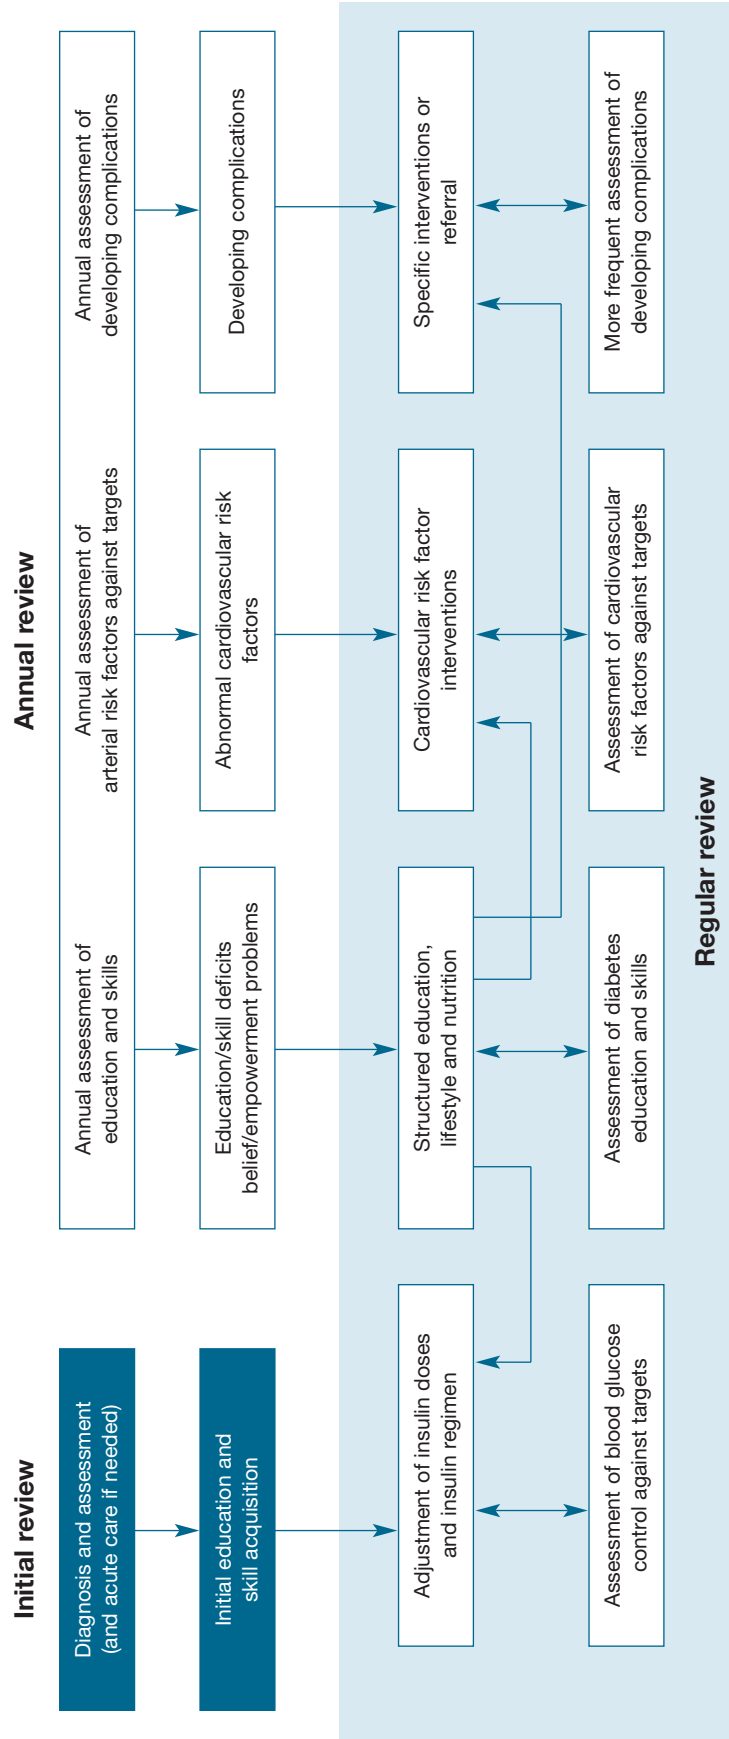 Initial review
Annual review
Diagnosis and assessment
(and acute care if needed)
Annual assessment of
education and skills
Annual assessment of
arterial risk factors against targets
Annual assessment of
developing complications
Initial education and
skill acquisition
Education/skill deficits
belief/empowerment problems
Abnormal cardiovascular risk
factors
Developing complications
Adjustment of insulin doses
and insulin regimen
Structured education,
lifestyle and nutrition
Cardiovascular risk factor
interventions
Specific interventions or
referral
Assessment of blood glucose
control against targets
Assessment of diabetes
education and skills
Assessment of cardiovascular
risk factors against targets
More frequent assessment of
developing complications
Regular review